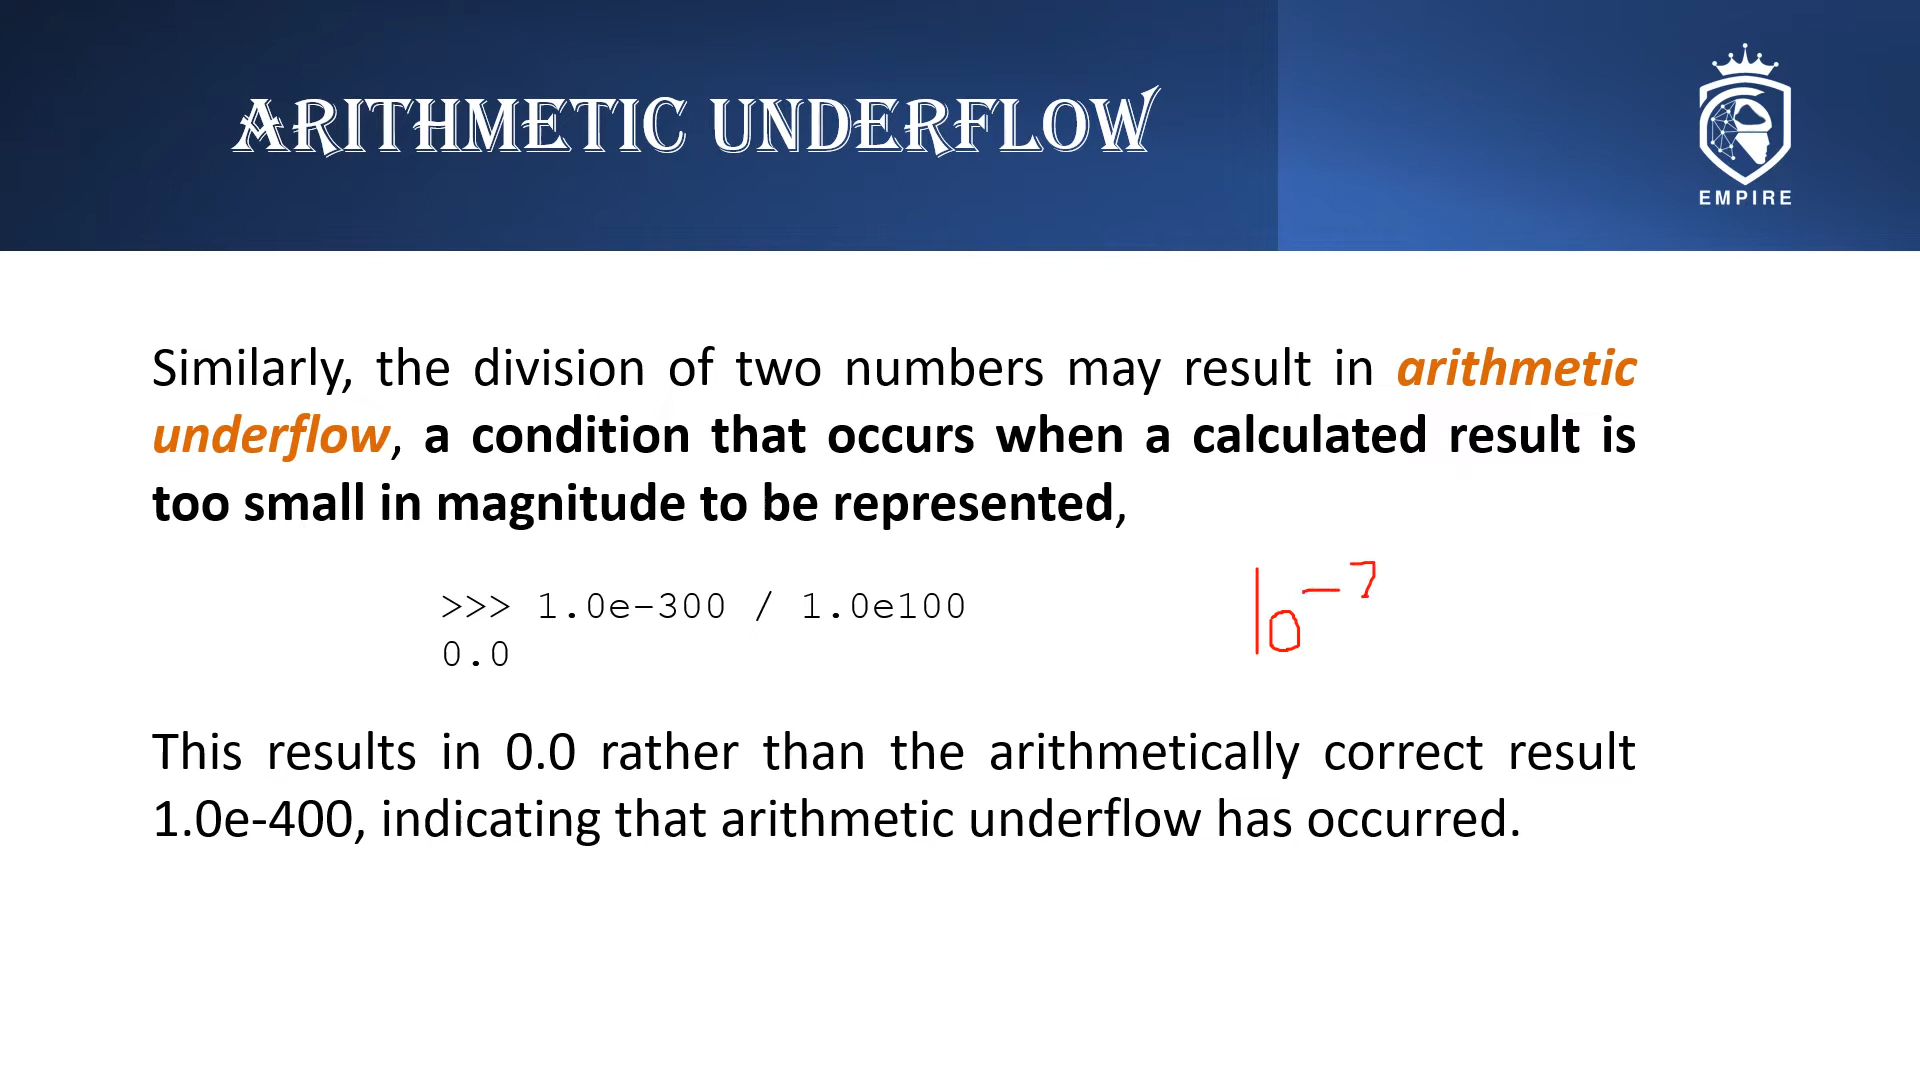 ARITHMETIC UNDERFLOW
EMPIRE
Similarly, the division of two numbers may result in arithmetic
underflow, a condition that occurs when a calculated result is
too small in magnitude to be represented,
>>> 1.0e-300 / 1.0e100
0.0
10⁻⁷
This results in 0.0 rather than the arithmetically correct result
1.0e-400, indicating that arithmetic underflow has occurred.